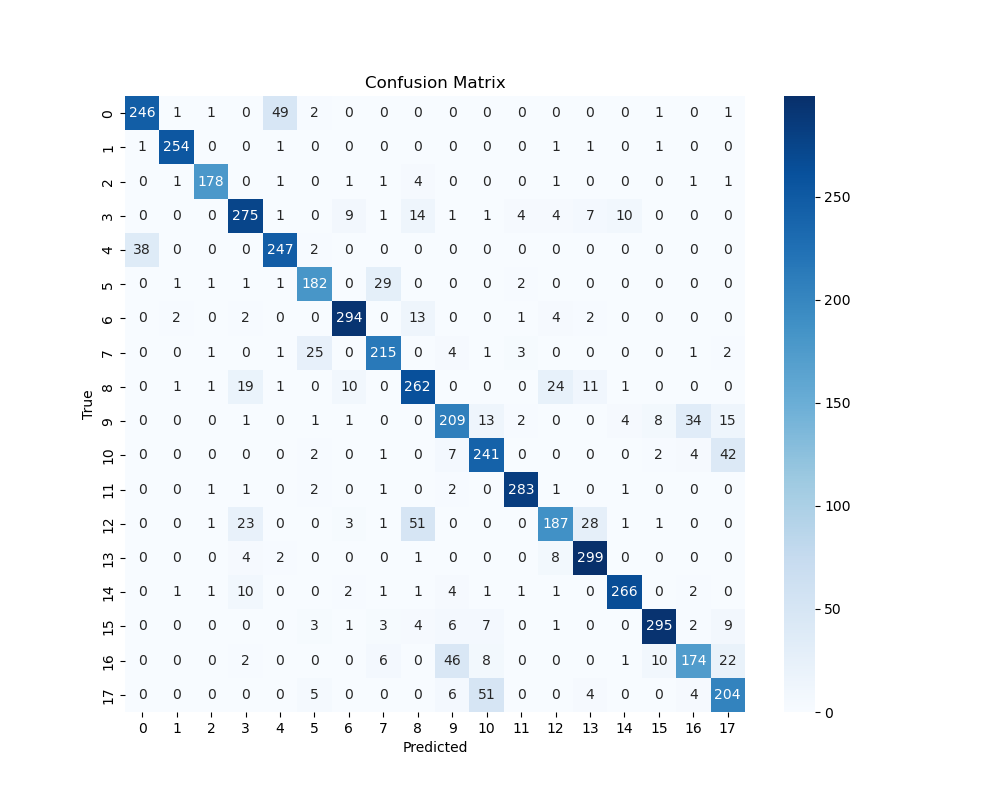 Confusion Matrix
0 246 1 1 0 49 2 0 0 0 0 0 0 0 0 0 1 0 1
1 1 254 0 0 1 0 0 0 0 0 0 0 1 1 0 1 0 0
2 0 1 178 0 1 0 1 1 4 0 0 0 1 0 0 0 1 1
3 0 0 0 275 1 0 9 1 14 1 1 4 4 7 10 0 0 0
4 38 0 0 0 247 2 0 0 0 0 0 0 0 0 0 0 0 0
5 0 1 1 1 1 182 0 29 0 0 0 2 0 0 0 0 0 0
6 0 2 0 2 0 0 294 0 13 0 0 1 4 2 0 0 0 0
7 0 0 1 0 1 25 0 215 0 4 1 3 0 0 0 0 1 2
8 0 1 1 19 1 0 10 0 262 0 0 0 24 11 1 0 0 0
9 0 0 0 1 0 1 1 0 0 209 13 2 0 0 4 8 34 15
10 0 0 0 0 0 2 0 1 0 7 241 0 0 0 0 2 4 42
11 0 0 1 1 0 2 0 1 0 2 0 283 1 0 1 0 0 0
12 0 0 1 23 0 0 3 1 51 0 0 0 187 28 1 1 0 0
13 0 0 0 4 2 0 0 0 1 0 0 0 8 299 0 0 0 0
14 0 1 1 10 0 0 2 1 1 4 1 1 1 0 266 0 2 0
15 0 0 0 0 0 3 1 3 4 6 7 0 1 0 0 295 2 9
16 0 0 0 2 0 0 0 6 0 46 8 0 0 0 1 10 174 22
17 0 0 0 0 0 5 0 0 0 6 51 0 0 4 0 0 4 204
0 1 2 3 4 5 6 7 8 9 10 11 12 13 14 15 16 17
Predicted
True
250
200
150
100
50
0